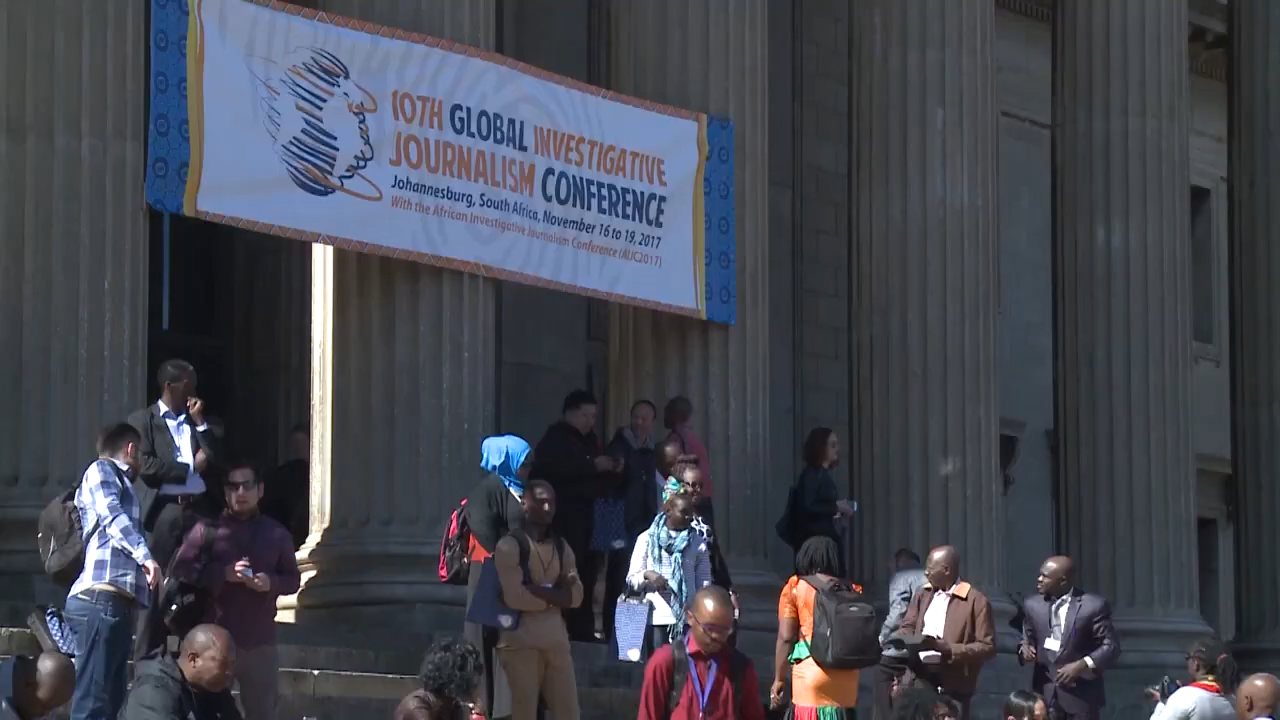 10TH GLOBAL INVESTIGATIVE
JOURNALISM CONFERENCE
Johannesburg, South Africa, November 16 to 19, 2017
With the African Investigative Journalism Conference (AIJC2017)